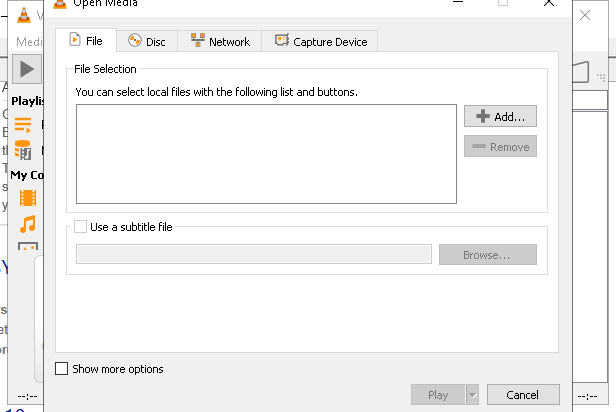 Open Media
Medi
File
Disc
Network
Capture Device
File Selection
You can select local files with the following list and buttons.
Add...
Remove
Playlis
My Co
Use a subtitle file
Browse...
Show more options
Play
Cancel
--:--
--:--